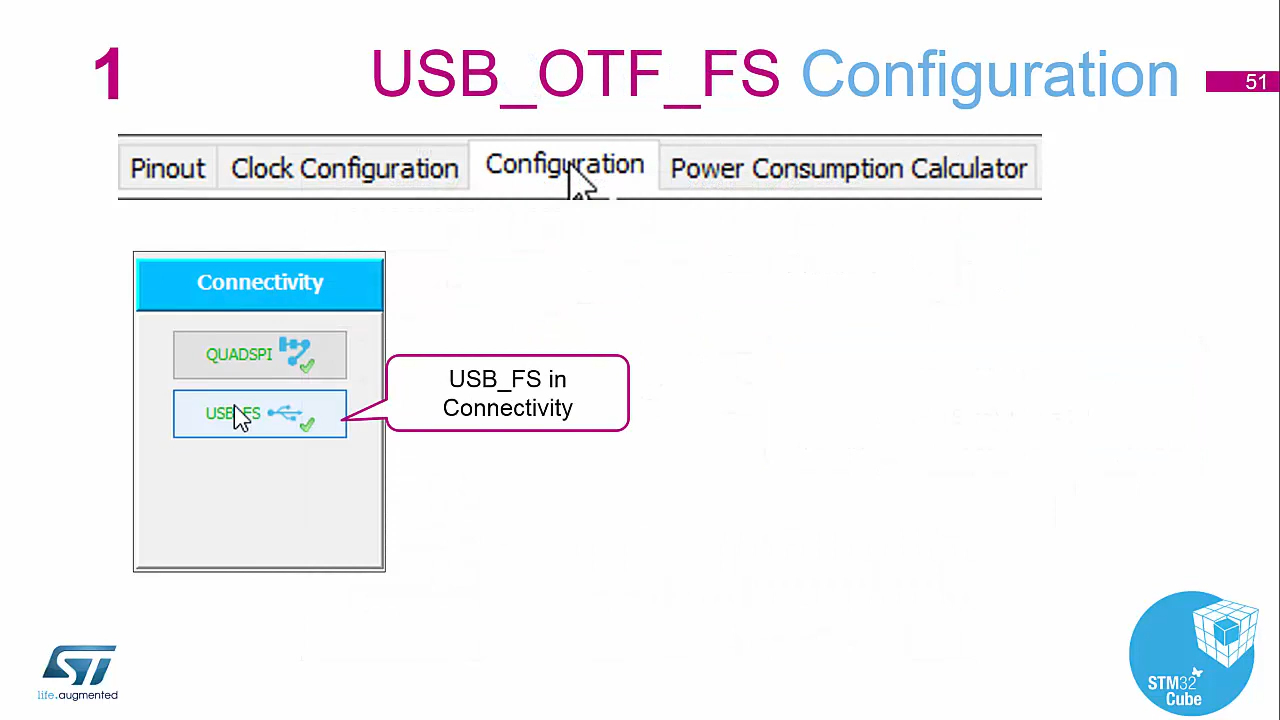 1
USB_OTF_FS Configuration
51
Pinout
Clock Configuration
Configuration
Power Consumption Calculator
Connectivity
QUADSPI
USB_FS
USB_FS in
Connectivity
life.augmented
STM32
Cube